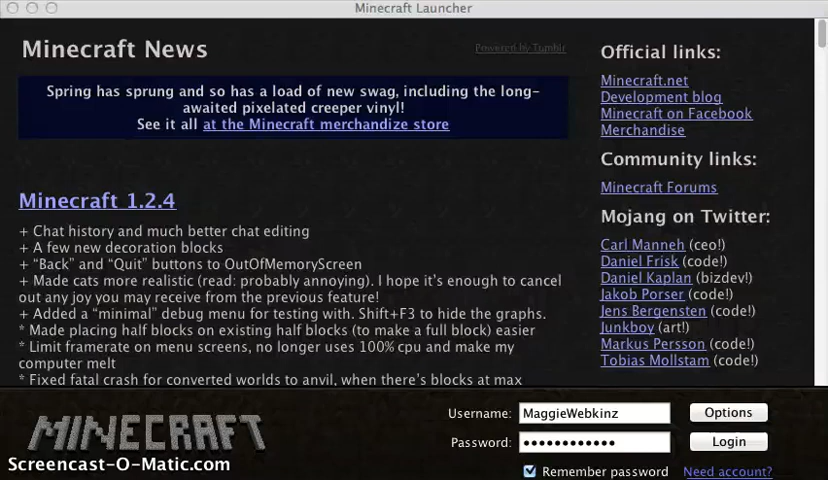 Minecraft Launcher
Minecraft News
Powered by Tumblr
Spring has sprung and so has a load of new swag, including the long-
awaited pixelated creeper vinyl!
See it all at the Minecraft merchandize store
Minecraft 1.2.4
+ Chat history and much better chat editing
+ A few new decoration blocks
+ “Back” and “Quit” buttons to OutOfMemoryScreen
+ Made cats more realistic (read: probably annoying). I hope it's enough to cancel
out any joy you may receive from the previous feature!
+ Added a “minimal” debug menu for testing with. Shift+F3 to hide the graphs.
* Made placing half blocks on existing half blocks (to make a full block) easier
* Limit framerate on menu screens, no longer uses 100% cpu and make my
computer melt
* Fixed fatal crash for converted worlds to anvil, when there's blocks at max
Official links:
Minecraft.net
Development blog
Minecraft on Facebook
Merchandise
Community links:
Minecraft Forums
Mojang on Twitter:
Carl Manneh (ceo!)
Daniel Frisk (code!)
Daniel Kaplan (bizdev!)
Jakob Porser (code!)
Jens Bergensten (code!)
Junkboy (art!)
Markus Persson (code!)
Tobias Mollstam (code!)
MINECRAFT
Screencast-O-Matic.com
Username: MaggieWebkinz Options
Password: •••••••••••• Login
Remember password Need account?